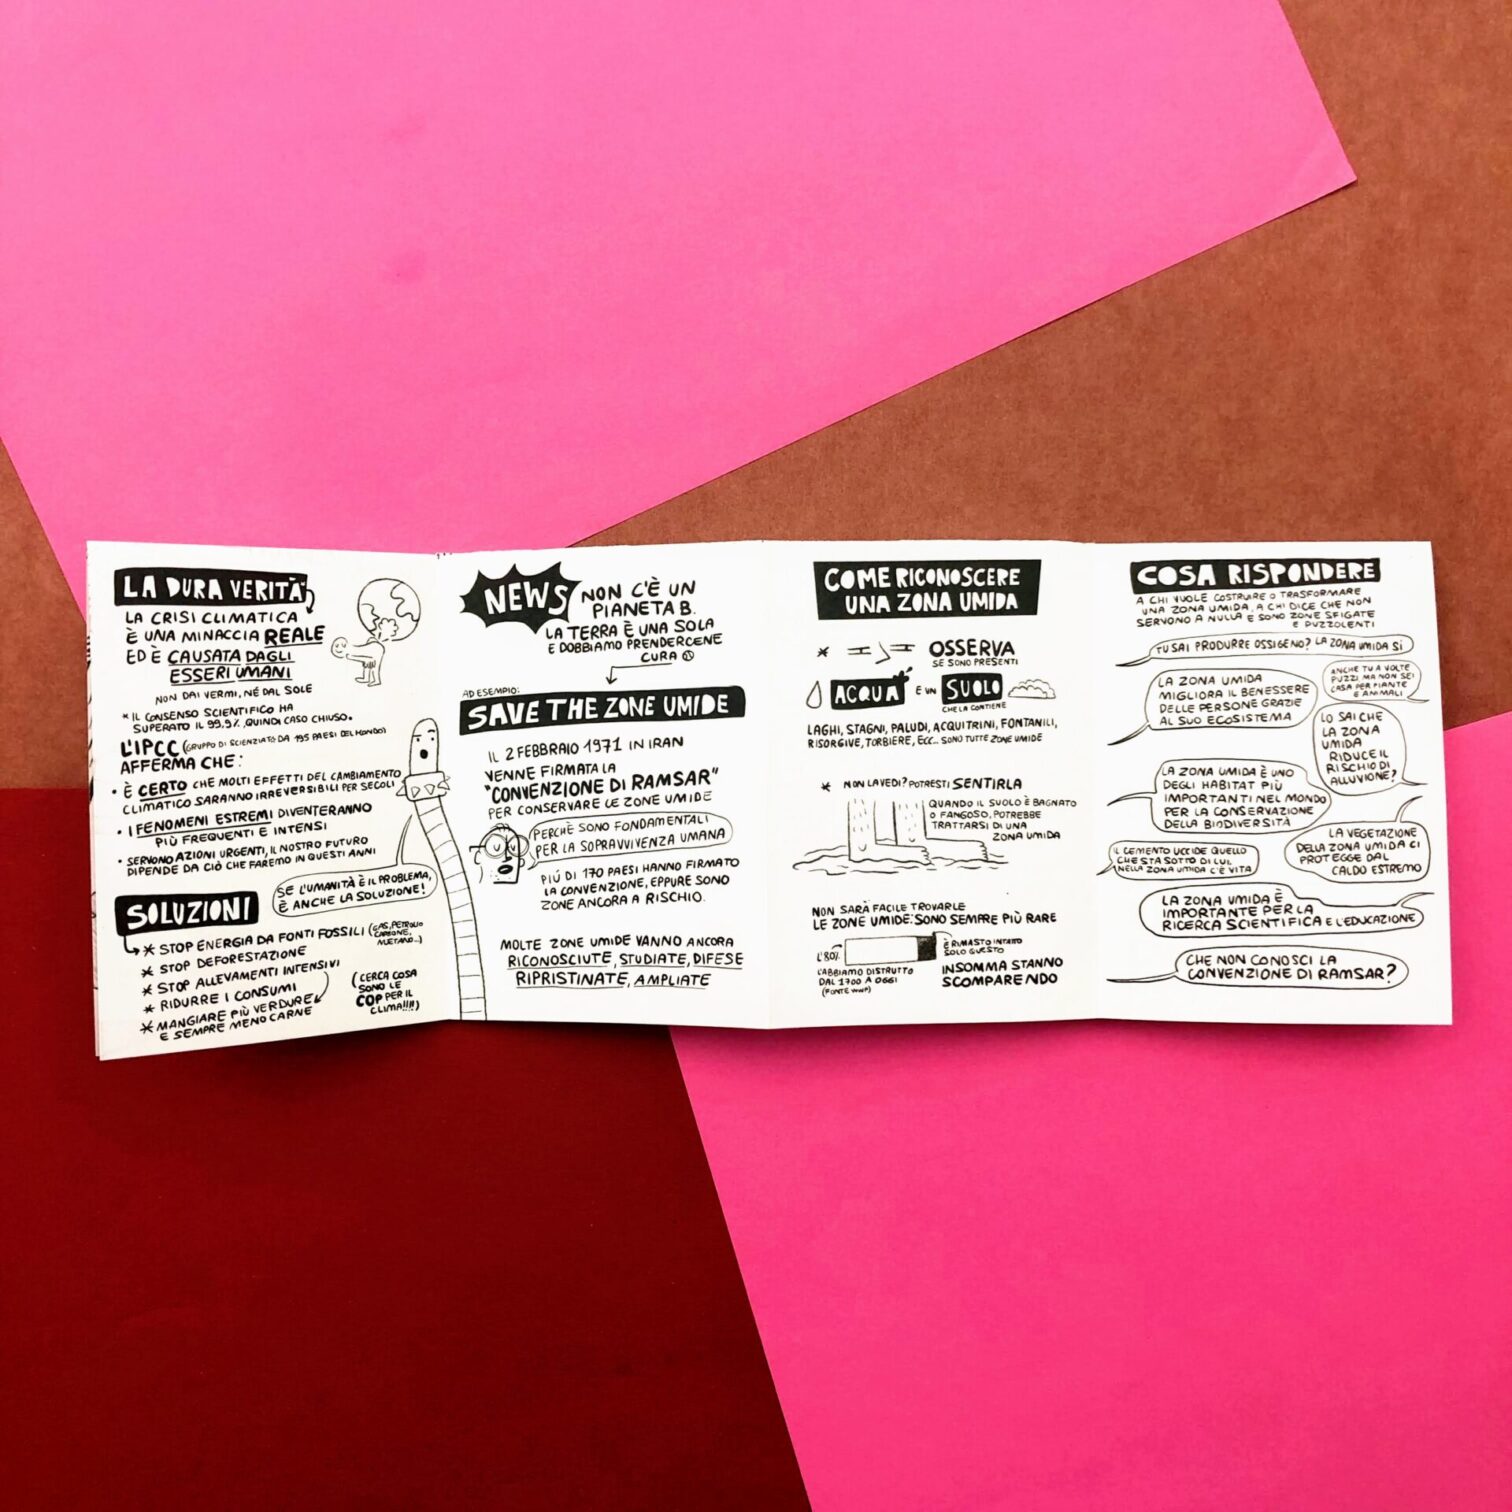 LA DURA VERITÀ*
LA CRISI CLIMATICA
È UNA MINACCIA REALE
ED È CAUSATA DAGLI
ESSERI UMANI
NON DAI VERMI, NÉ DAL SOLE
* IL CONSENSO SCIENTIFICO HA
SUPERATO IL 99,9%, QUINDI CASO CHIUSO.
L'IPCC (GRUPPO DI SCIENZIATƏ DA 195 PAESI DEL MONDO)
AFFERMA CHE:
• È CERTO CHE MOLTI EFFETTI DEL CAMBIAMENTO
CLIMATICO SARANNO IRREVERSIBILI PER SECOLI
• I FENOMENI ESTREMI DIVENTERANNO
PIÙ FREQUENTI E INTENSI
• SERVONO AZIONI URGENTI, IL NOSTRO FUTURO
DIPENDE DA CIÒ CHE FAREMO IN QUESTI ANNI
SE L'UMANITÀ È IL PROBLEMA,
È ANCHE LA SOLUZIONE!
SOLUZIONI
* STOP ENERGIA DA FONTI FOSSILI (GAS, PETROLIO
CARBONE,
METANO...)
* STOP DEFORESTAZIONE
* STOP ALLEVAMENTI INTENSIVI
* RIDURRE I CONSUMI
* MANGIARE PIÙ VERDURE
E SEMPRE MENO CARNE
(CERCA COSA
SONO LE
COP PER IL
CLIMA!!!!)
NEWS
NON C'È UN
PIANETA B.
LA TERRA È UNA SOLA
E DOBBIAMO PRENDERCENE
CURA
AD ESEMPIO:
SAVE THE ZONE UMIDE
IL 2 FEBBRAIO 1971 IN IRAN
VENNE FIRMATA LA
"CONVENZIONE DI RAMSAR"
PER CONSERVARE LE ZONE UMIDE
PERCHÈ SONO FONDAMENTALI
PER LA SOPRAVVIVENZA UMANA
PIÚ DI 170 PAESI HANNO FIRMATO
LA CONVENZIONE, EPPURE SONO
ZONE ANCORA A RISCHIO.
MOLTE ZONE UMIDE VANNO ANCORA
RICONOSCIUTE, STUDIATE, DIFESE
RIPRISTINATE, AMPLIATE
COME RICONOSCERE
UNA ZONA UMIDA
* OSSERVA
SE SONO PRESENTI
ACQUA E UN SUOLO
CHE LA CONTIENE
LAGHI, STAGNI, PALUDI, ACQUITRINI, FONTANILI,
RISORGIVE, TORBIERE, ECC... SONO TUTTE ZONE UMIDE
* NON LA VEDI? POTRESTI SENTIRLA
QUANDO IL SUOLO È BAGNATO
O FANGOSO, POTREBBE
TRATTARSI DI UNA
ZONA UMIDA
NON SARÀ FACILE TROVARLE
LE ZONE UMIDE: SONO SEMPRE PIÙ RARE
L'80%
È RIMASTO INTATTO
SOLO QUESTO
L'ABBIAMO DISTRUTTO
DAL 1700 A OGGI
(FONTE WWF)
INSOMMA STANNO
SCOMPARENDO
COSA RISPONDERE
A CHI VUOLE COSTRUIRE O TRASFORMARE
UNA ZONA UMIDA, A CHI DICE CHE NON
SERVONO A NULLA E SONO ZONE SFIGATE
E PUZZOLENTI
TU SAI PRODURRE OSSIGENO? LA ZONA UMIDA SÌ
ANCHE TU A VOLTE
PUZZI MA NON SEI
CASA PER PIANTE
E ANIMALI
LA ZONA UMIDA
MIGLIORA IL BENESSERE
DELLE PERSONE GRAZIE
AL SUO ECOSISTEMA
LO SAI CHE
LA ZONA
UMIDA
RIDUCE IL
RISCHIO DI
ALLUVIONE?
LA ZONA UMIDA È UNO
DEGLI HABITAT PIÙ
IMPORTANTI NEL MONDO
PER LA CONSERVAZIONE
DELLA BIODIVERSITÀ
LA VEGETAZIONE
DELLA ZONA UMIDA CI
PROTEGGE DAL
CALDO ESTREMO
IL CEMENTO UCCIDE QUELLO
CHE STA SOTTO DI LUI,
NELLA ZONA UMIDA C'È VITA
LA ZONA UMIDA È
IMPORTANTE PER LA
RICERCA SCIENTIFICA E L'EDUCAZIONE
CHE NON CONOSCI LA
CONVENZIONE DI RAMSAR?